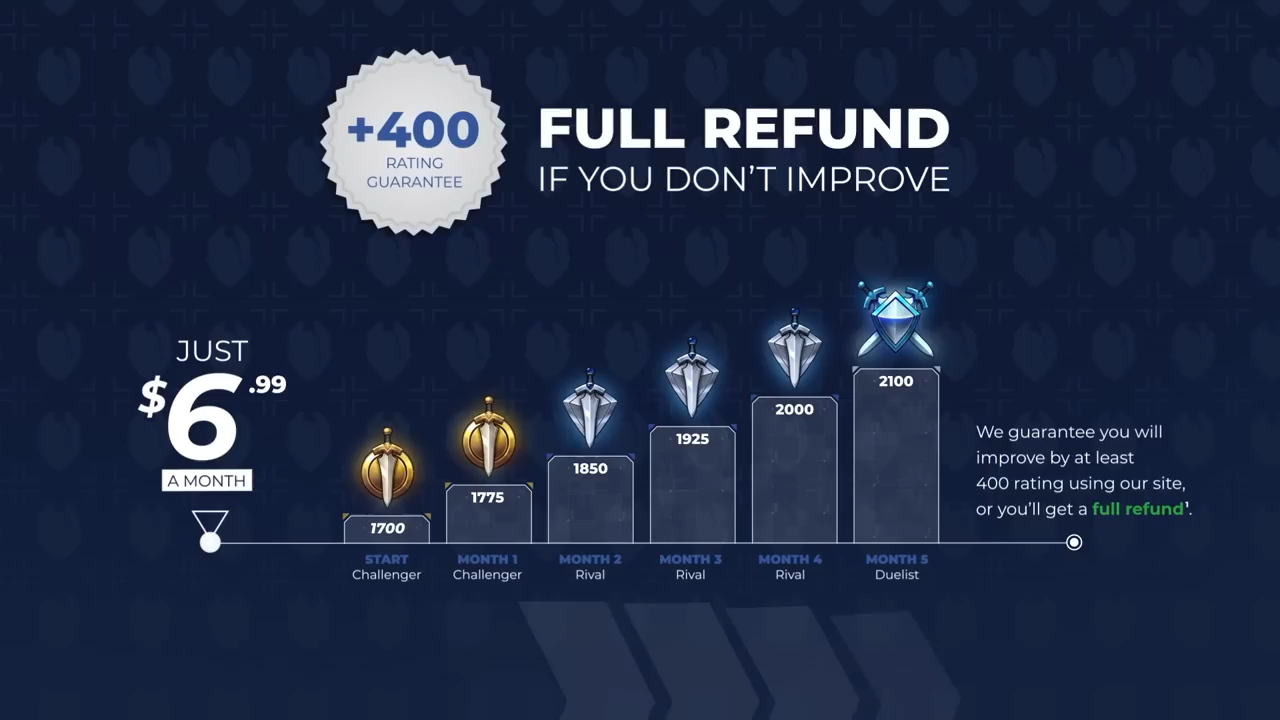 +400
RATING
GUARANTEE
FULL REFUND
IF YOU DON'T IMPROVE
JUST
$6.99
A MONTH
1700
1775
1850
1925
2000
2100
START
Challenger
MONTH 1
Challenger
MONTH 2
Rival
MONTH 3
Rival
MONTH 4
Rival
MONTH 5
Duelist
We guarantee you will
improve by at least
400 rating using our site,
or you'll get a full refund¹.